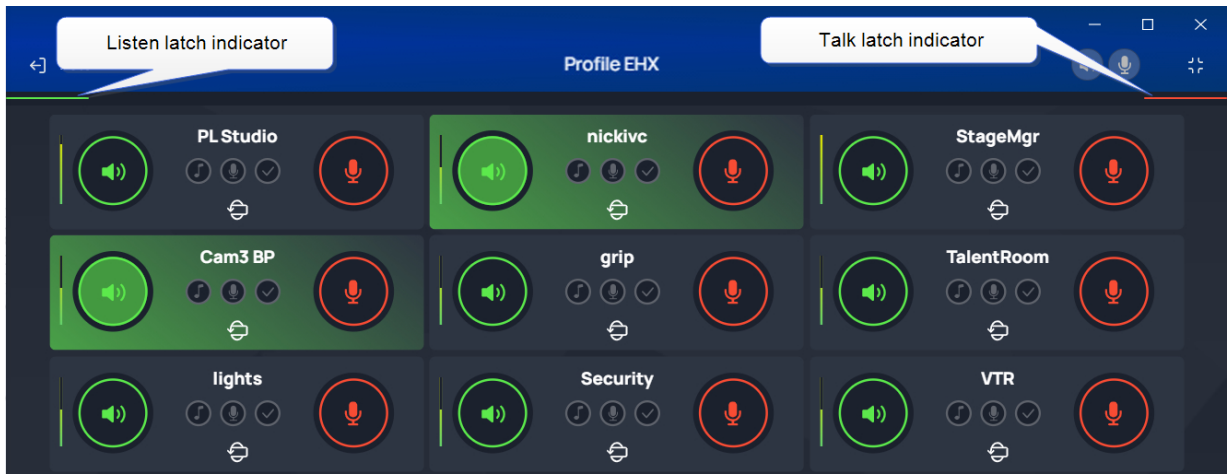 Listen latch indicator
Talk latch indicator
Profile EHX
PL Studio
nickivc
StageMgr
Cam3 BP
grip
TalentRoom
lights
Security
VTR